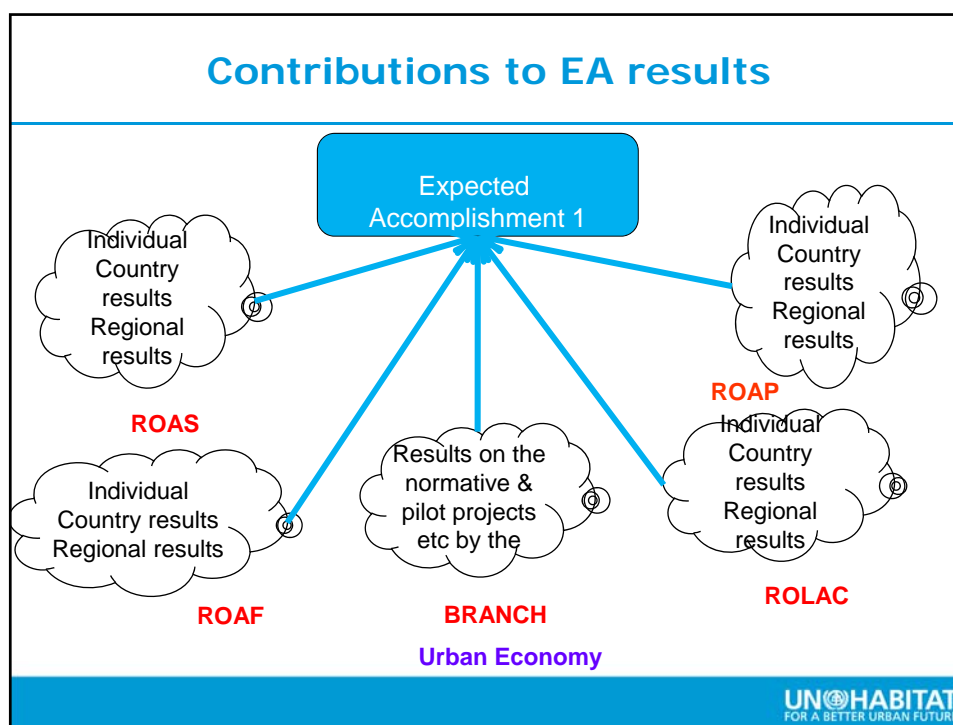 Contributions to EA results
Expected
Accomplishment 1
Individual
Country
results
Regional
results
ROAS
Individual
Country
results
Regional
results
ROAP
Individual
Country results
Regional results
ROAF
Results on the
normative &
pilot projects
etc by the
BRANCH
Urban Economy
Individual
Country
results
Regional
results
ROLAC
UN HABITAT
FOR A BETTER URBAN FUTURE